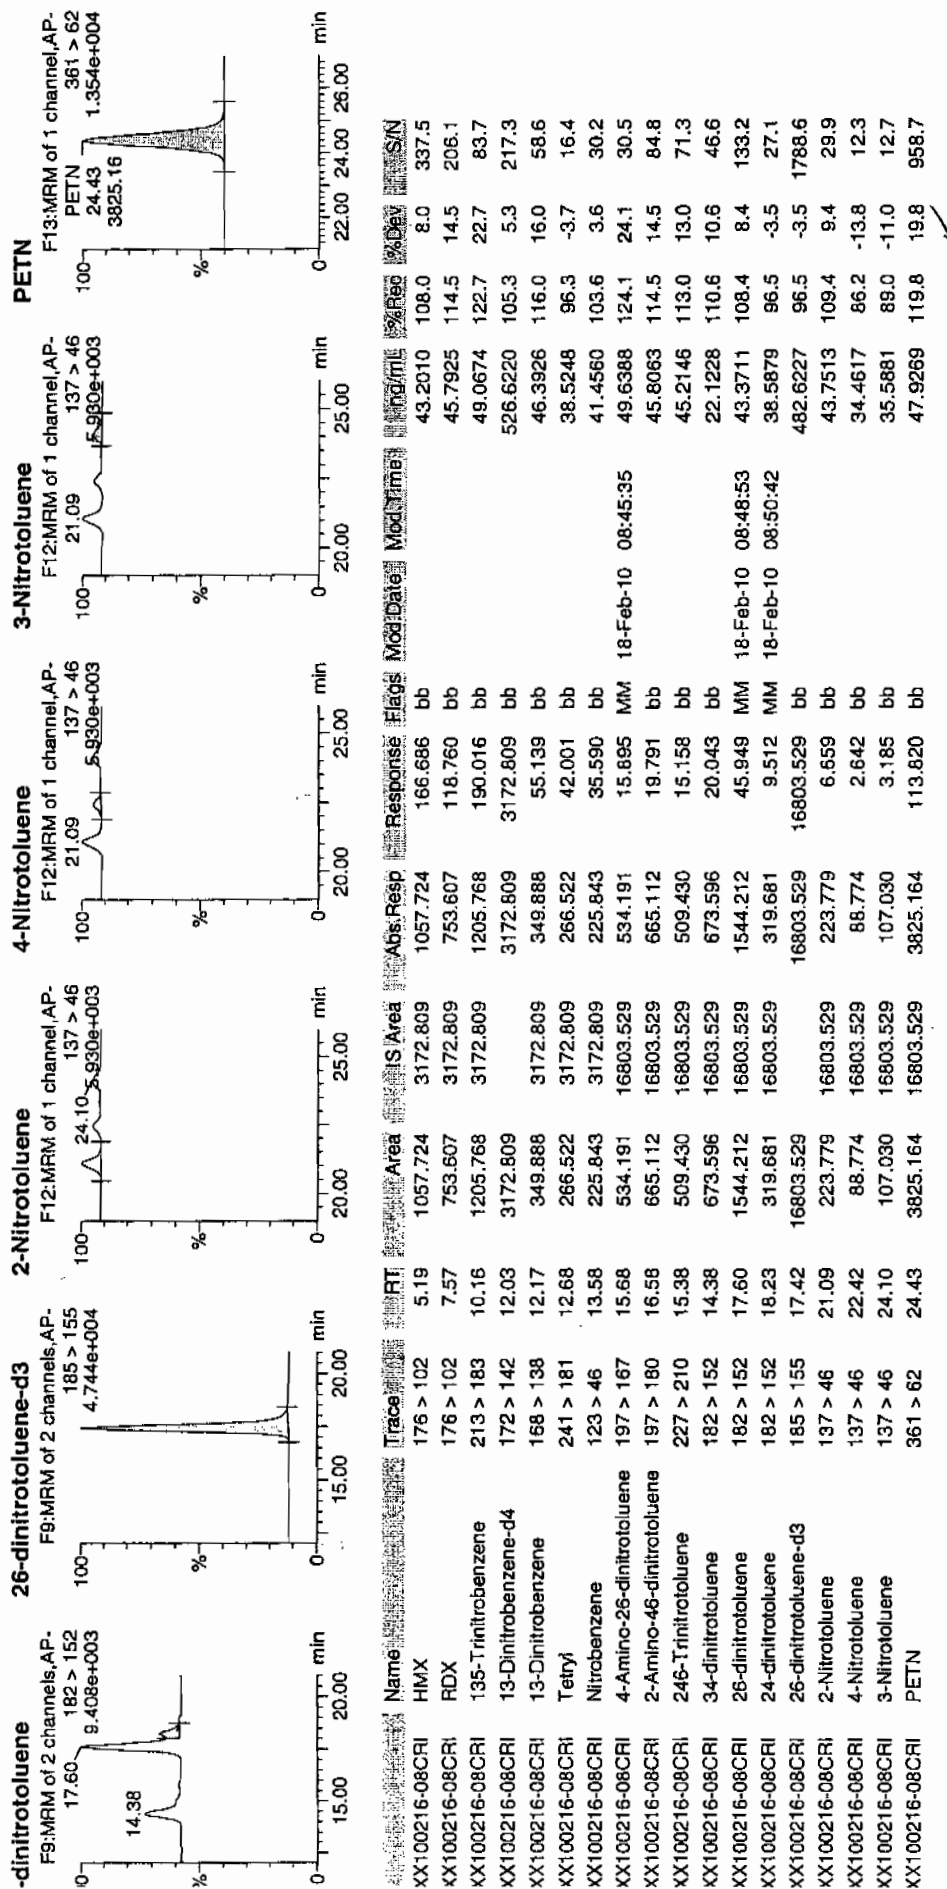 -dinitrotoluene
F9:MRM of 2 channels,AP-
17.60
182 > 152
9.408e+003
14.38
15.00
20.00
min
26-dinitrotoluene-d3
F9:MRM of 2 channels,AP-
185 > 155
4.744e+004
100
%
0
15.00
20.00
min
2-Nitrotoluene
F12:MRM of 1 channel,AP-
137 > 46
24.10
5.930e+003
100
%
0
20.00
25.00
min
4-Nitrotoluene
F12:MRM of 1 channel,AP-
21.09
137 > 46
5.930e+003
100
%
0
20.00
25.00
min
3-Nitrotoluene
F12:MRM of 1 channel,AP-
21.09
137 > 46
5.930e+003
100
%
0
20.00
25.00
min
PETN
F13:MRM of 1 channel,AP-
PETN
24.43
3825.16
361 > 62
1.354e+004
100
%
0
22.00
24.00
26.00
min
Name Trace RT Area IS Area Abs.Resp Response Flags Mod.Date Mod.Time ng/mL %Rec %Dev S/N
XX100216-08CRI HMX 176 > 102 5.19 1057.724 3172.809 1057.724 166.686 bb 43.2010 108.0 8.0 337.5
XX100216-08CRI RDX 176 > 102 7.57 753.607 3172.809 753.607 118.760 bb 45.7925 114.5 14.5 206.1
XX100216-08CRI 135-Trinitrobenzene 213 > 183 10.16 1205.768 3172.809 1205.768 190.016 bb 49.0674 122.7 22.7 83.7
XX100216-08CRI 13-Dinitrobenzene-d4 172 > 142 12.03 3172.809 3172.809 3172.809 bb 526.6220 105.3 5.3 217.3
XX100216-08CRI 13-Dinitrobenzene 168 > 138 12.17 349.888 3172.809 349.888 55.139 bb 46.3926 116.0 16.0 58.6
XX100216-08CRI Tetryl 241 > 181 12.68 266.522 3172.809 266.522 42.001 bb 38.5248 96.3 -3.7 16.4
XX100216-08CRI Nitrobenzene 123 > 46 13.58 225.843 3172.809 225.843 35.590 bb 41.4560 103.6 3.6 30.2
XX100216-08CRI 4-Amino-26-dinitrotoluene 197 > 167 15.68 534.191 16803.529 534.191 15.895 MM 18-Feb-10 08:45:35 49.6388 124.1 24.1 30.5
XX100216-08CRI 2-Amino-46-dinitrotoluene 197 > 180 16.58 665.112 16803.529 665.112 19.791 bb 45.8063 114.5 14.5 84.8
XX100216-08CRI 246-Trinitrotoluene 227 > 210 15.38 509.430 16803.529 509.430 15.158 bb 45.2146 113.0 13.0 71.3
XX100216-08CRI 34-dinitrotoluene 182 > 152 14.38 673.596 16803.529 673.596 20.043 bb 22.1228 110.6 10.6 46.6
XX100216-08CRI 26-dinitrotoluene 182 > 152 17.60 1544.212 16803.529 1544.212 45.949 MM 18-Feb-10 08:48:53 43.3711 108.4 8.4 133.2
XX100216-08CRI 24-dinitrotoluene 182 > 152 18.23 319.681 16803.529 319.681 9.512 MM 18-Feb-10 08:50:42 38.5879 96.5 -3.5 27.1
XX100216-08CRI 26-dinitrotoluene-d3 185 > 155 17.42 16803.529 16803.529 16803.529 bb 482.6227 96.5 -3.5 1788.6
XX100216-08CRI 2-Nitrotoluene 137 > 46 21.09 223.779 16803.529 223.779 6.659 bb 43.7513 109.4 9.4 29.9
XX100216-08CRI 4-Nitrotoluene 137 > 46 22.42 88.774 16803.529 88.774 2.642 bb 34.4617 86.2 -13.8 12.3
XX100216-08CRI 3-Nitrotoluene 137 > 46 24.10 107.030 16803.529 107.030 3.185 bb 35.5881 89.0 -11.0 12.7
XX100216-08CRI PETN 361 > 62 24.43 3825.164 16803.529 3825.164 113.820 bb 47.9269 119.8 19.8 958.7